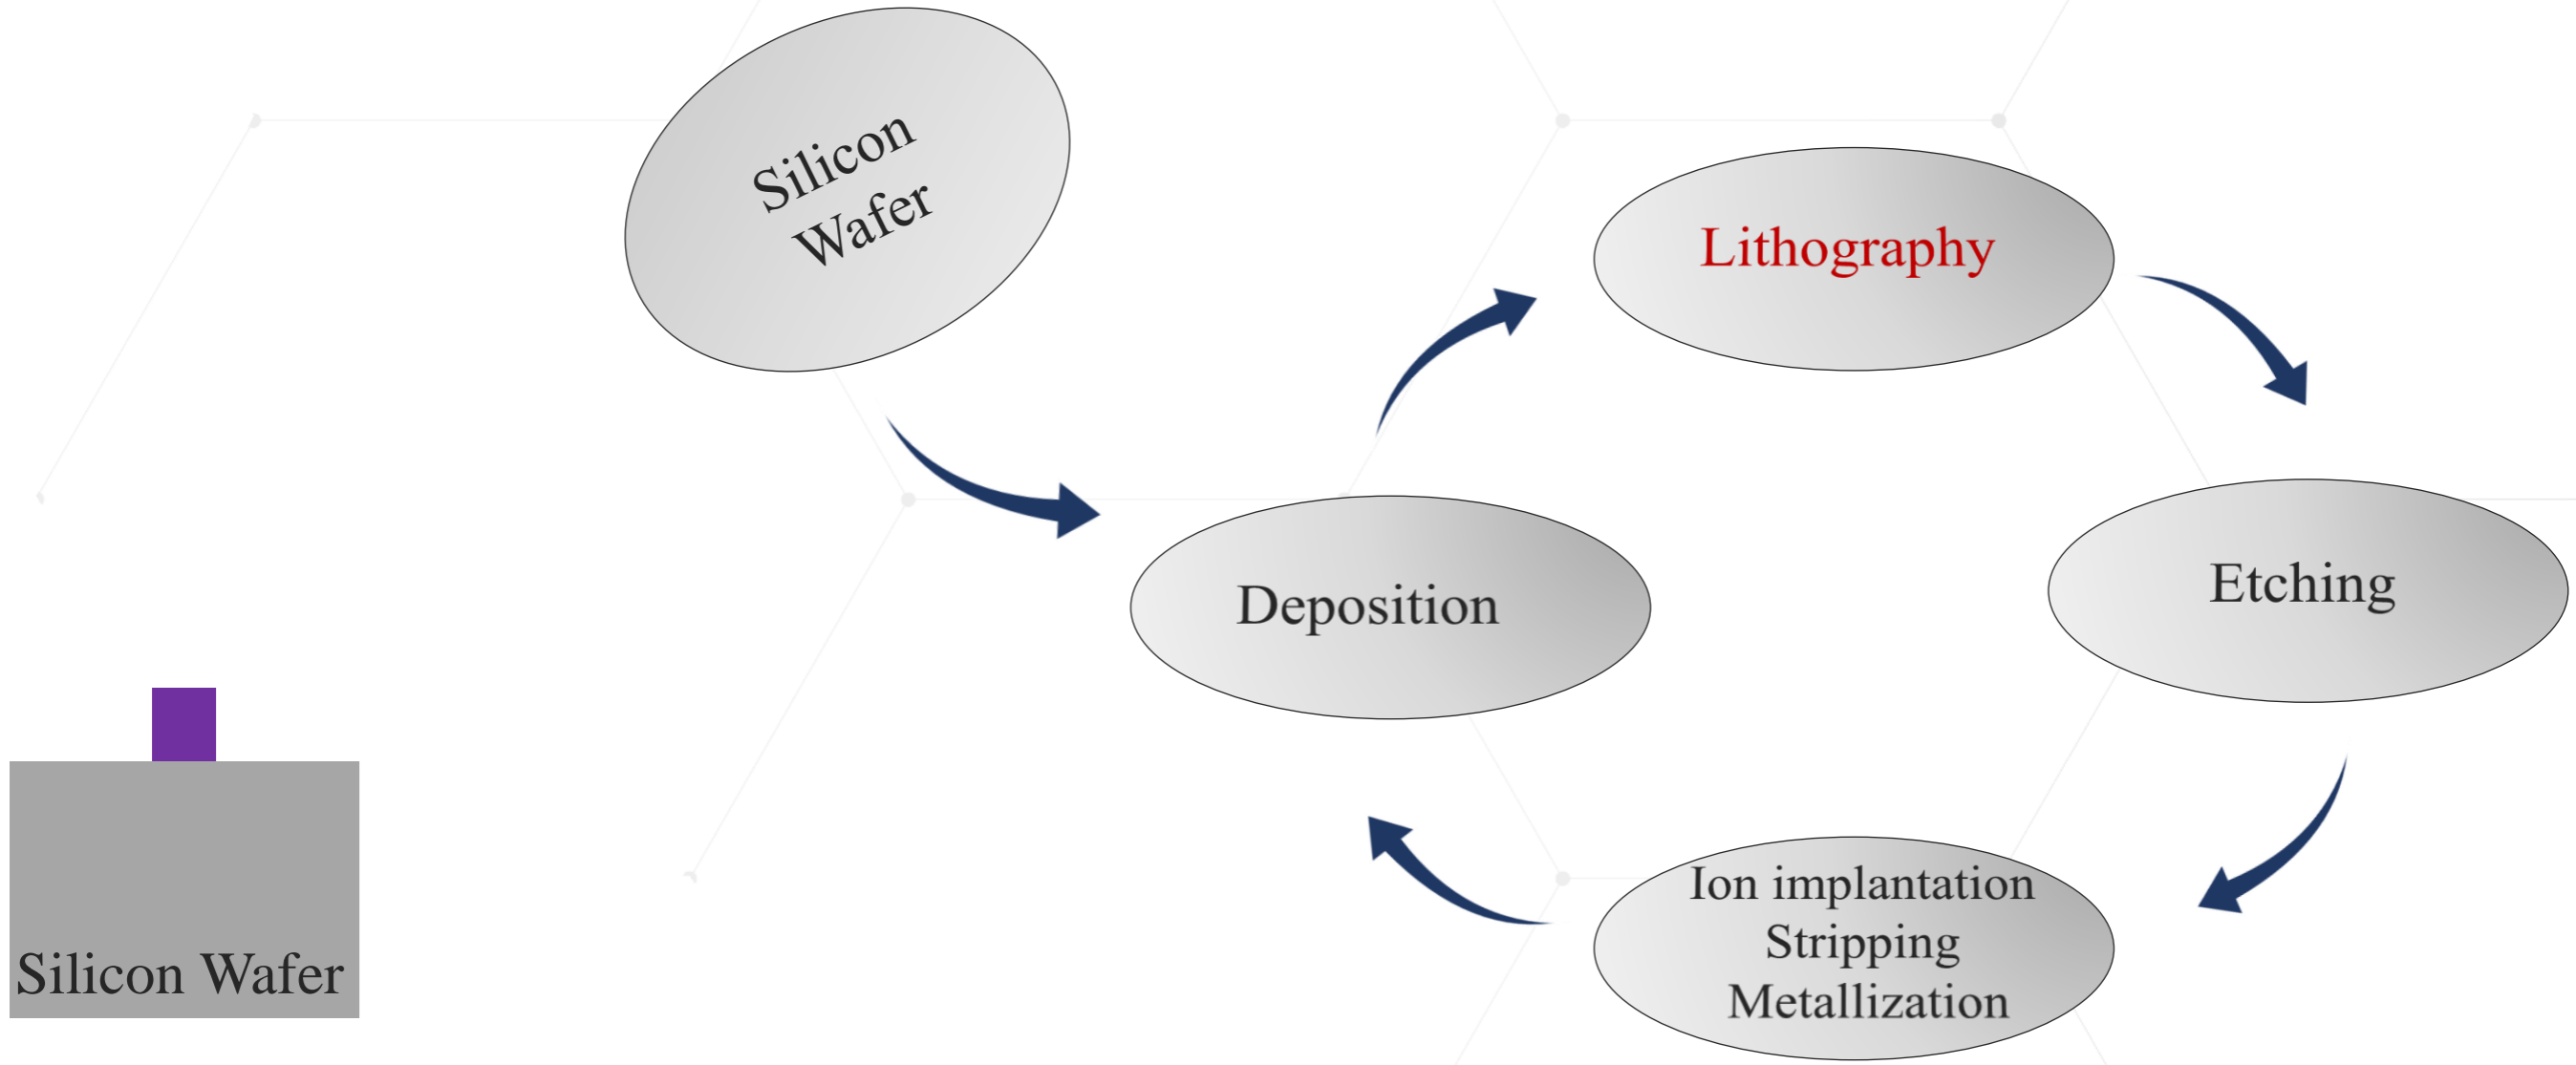 Silicon
Wafer
Lithography
Deposition
Etching
Ion implantation
Stripping
Metallization
Silicon Wafer